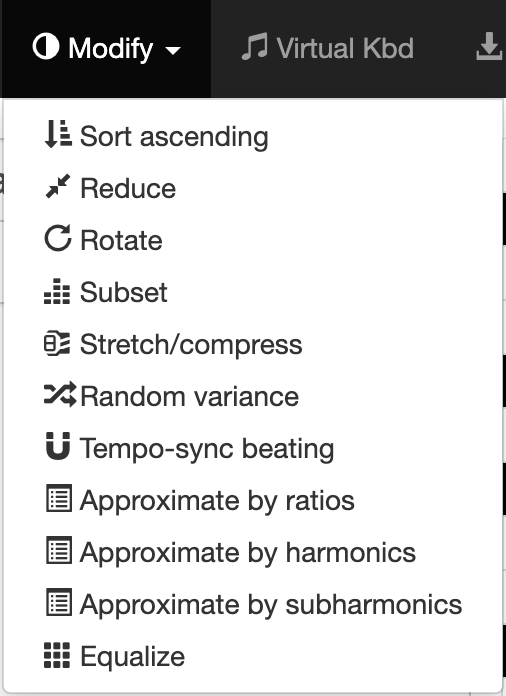 Modify
Virtual Kbd
Sort ascending
Reduce
Rotate
Subset
Stretch/compress
Random variance
Tempo-sync beating
Approximate by ratios
Approximate by harmonics
Approximate by subharmonics
Equalize